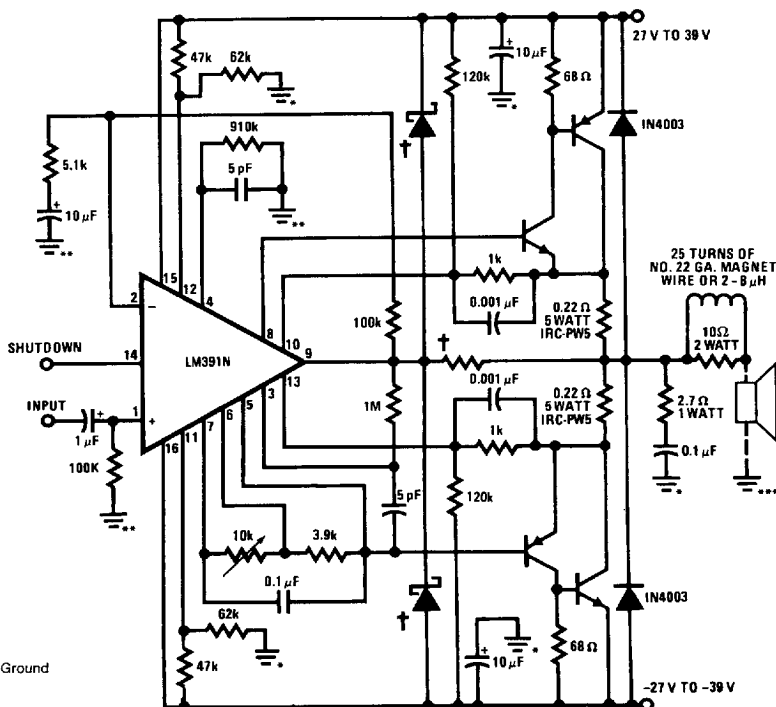 27 V TO 39 V
47k
62k
10 µF
+
120k
68 Ω
*
910k
5 pF
**
IN4003
5.1k
+
10 µF
**
†
25 TURNS OF
NO. 22 GA. MAGNET
WIRE OR 2–8 µH
15
12
4
2
–
8
10
1k
0.001 µF
0.22 Ω
5 WATT
IRC-PW5
100k
10Ω
2 WATT
SHUTDOWN
14
LM391N
9
†
13
3
5
6
7
INPUT
1
+
+
1 µF
11
16
100K
**
1M
0.001 µF
0.22 Ω
5 WATT
IRC-PW5
1k
2.7 Ω
1 WATT
0.1 µF
*
***
5 pF
120k
10k
3.9k
0.1 µF
62k
*
47k
†
+
10 µF
*
68Ω
IN4003
Ground
–27 V TO –39 V